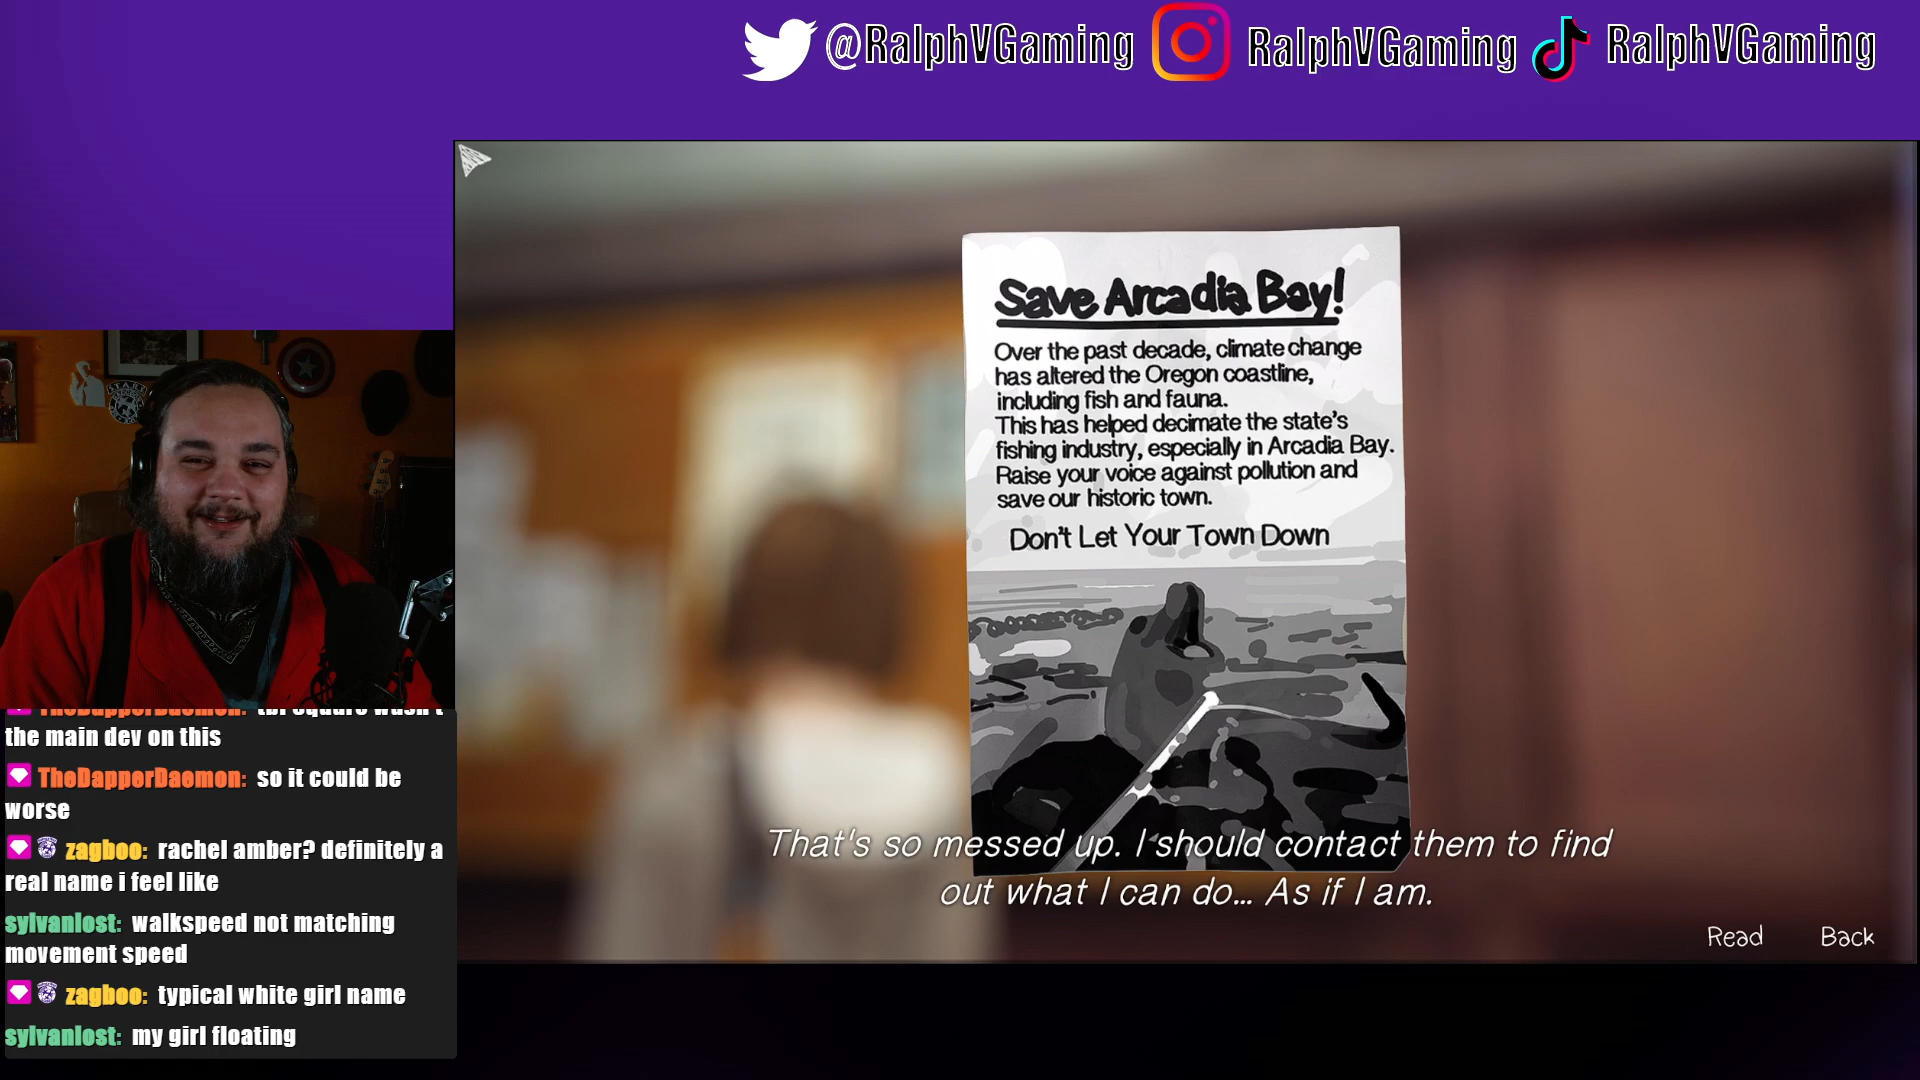 @RalphVGaming RalphVGaming RalphVGaming
Save Arcadia Bay!
Over the past decade, climate change
has altered the Oregon coastline,
including fish and fauna.
This has helped decimate the state's
fishing industry, especially in Arcadia Bay.
Raise your voice against pollution and
save our historic town.
Don't Let Your Town Down
That's so messed up. I should contact them to find
out what I can do... As if I am.
Read Back
STARS
TheDapperDaemon: tbf square wasn't
the main dev on this
TheDapperDaemon: so it could be
worse
zagboo: rachel amber? definitely a
real name i feel like
sylvanlost: walkspeed not matching
movement speed
zagboo: typical white girl name
sylvanlost: my girl floating